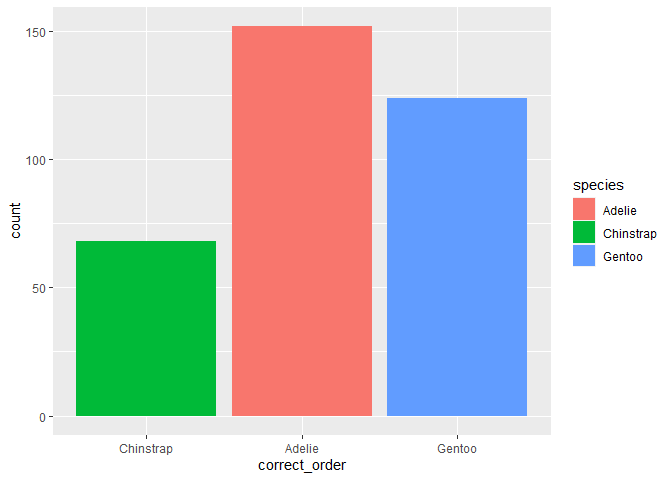 150
100
50
0
count
Chinstrap Adelie Gentoo
correct_order
species
Adelie
Chinstrap
Gentoo